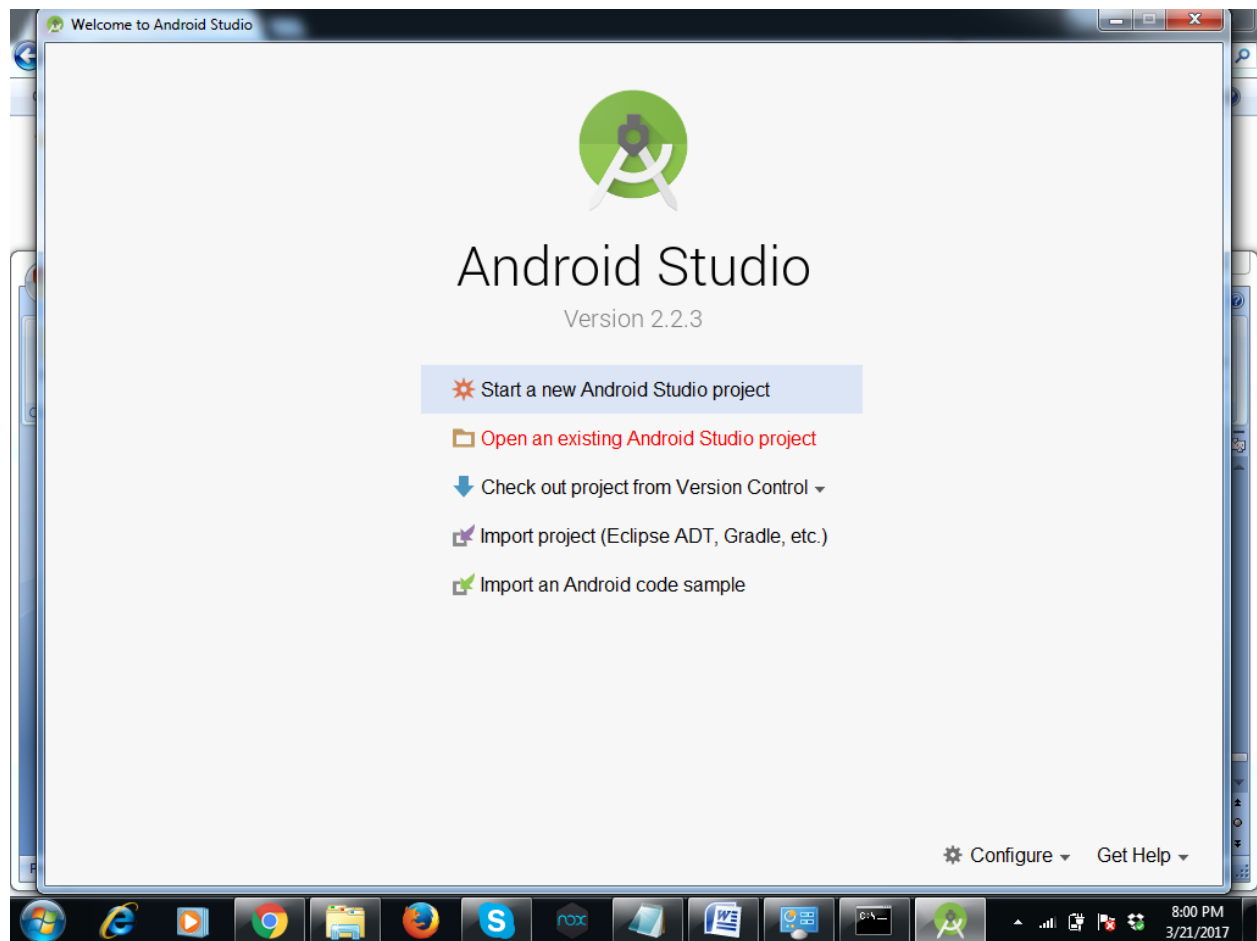 Welcome to Android Studio
Android Studio
Version 2.2.3
Start a new Android Studio project
Open an existing Android Studio project
Check out project from Version Control
Import project (Eclipse ADT, Gradle, etc.)
Import an Android code sample
Configure
Get Help
nox
C:\_
8:00 PM
3/21/2017